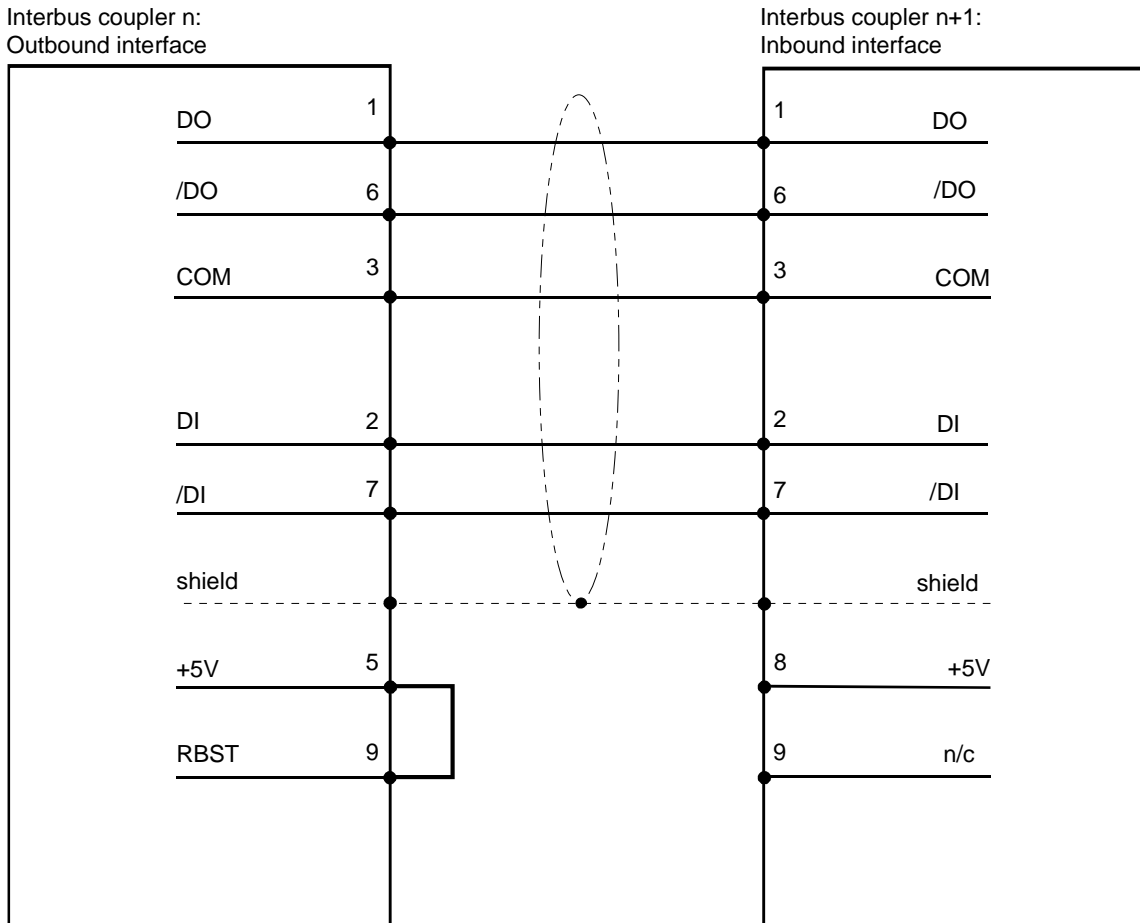 Interbus coupler n:
Outbound interface
Interbus coupler n+1:
Inbound interface
DO 1 1 DO
/DO 6 6 /DO
COM 3 3 COM
DI 2 2 DI
/DI 7 7 /DI
shield shield
+5V 5 8 +5V
RBST 9 9 n/c